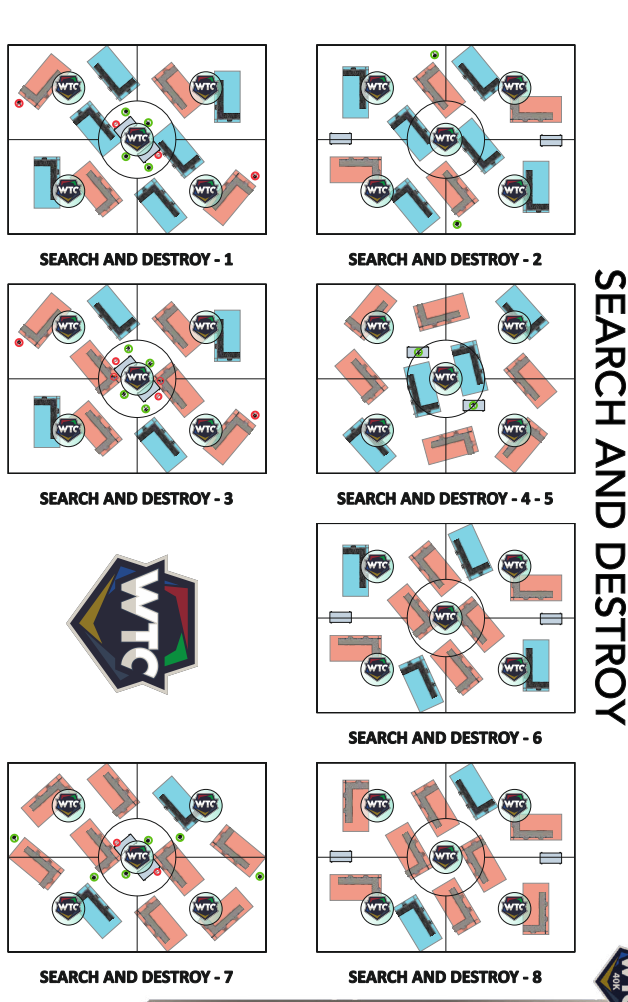 WTC WTC
WTC
WTC WTC
SEARCH AND DESTROY - 1
WTC WTC
WTC
WTC WTC
SEARCH AND DESTROY - 2
WTC WTC
WTC
WTC WTC
SEARCH AND DESTROY - 3
WTC WTC
WTC
WTC WTC
SEARCH AND DESTROY - 4 - 5
WTC
WTC WTC
WTC
WTC WTC
SEARCH AND DESTROY - 6
WTC WTC
WTC
WTC WTC
SEARCH AND DESTROY - 7
WTC WTC
WTC
WTC WTC
SEARCH AND DESTROY - 8
SEARCH AND DESTROY
40K